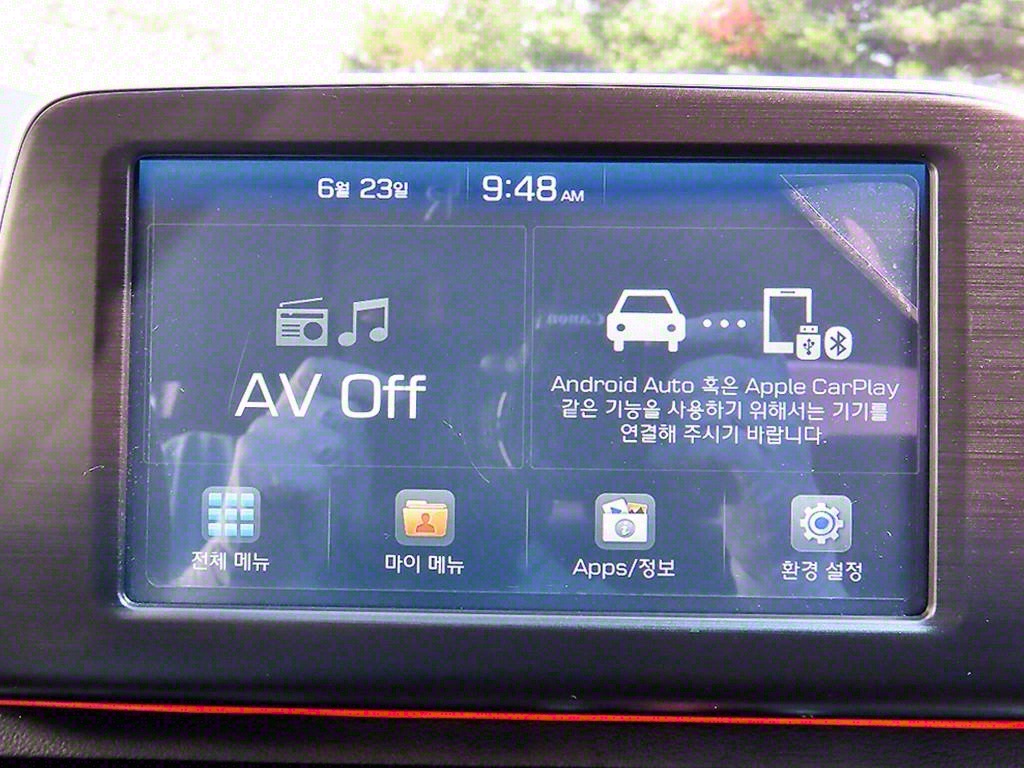 6월 23일 9:48 AM
AV Off
Android Auto 혹은 Apple CarPlay
같은 기능을 사용하기 위해서는 기기를
연결해 주시기 바랍니다.
전체 메뉴
마이 메뉴
Apps/정보
환경 설정
Canon